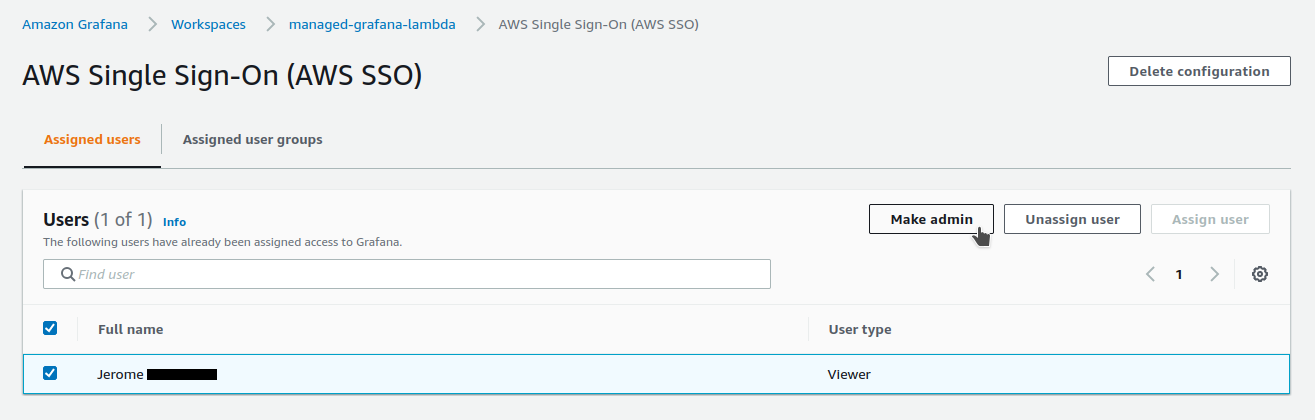 Amazon Grafana > Workspaces > managed-grafana-lambda > AWS Single Sign-On (AWS SSO)
AWS Single Sign-On (AWS SSO)
Delete configuration
Assigned users
Assigned user groups
Users (1 of 1) Info
The following users have already been assigned access to Grafana.
Make admin
Unassign user
Assign user
Find user
< 1 >
Full name
User type
Jerome
Viewer